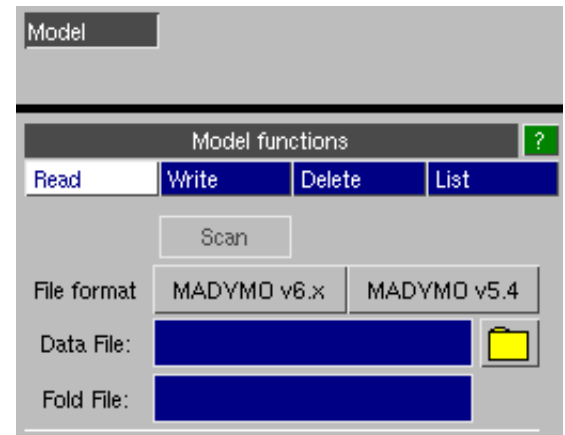 Model
Model functions ?
Read Write Delete List
Scan
File format MADYMO v6.x MADYMO v5.4
Data File:
Fold File: